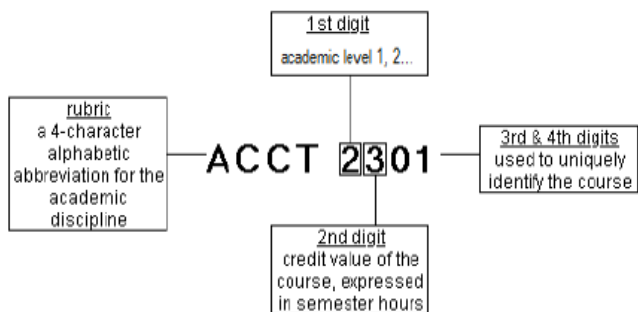 1st digit
academic level 1, 2...
rubric
a 4-character
alphabetic
abbreviation for the
academic
discipline
ACCT 2301
3rd & 4th digits
used to uniquely
identify the course
2nd digit
credit value of the
course, expressed
in semester hours